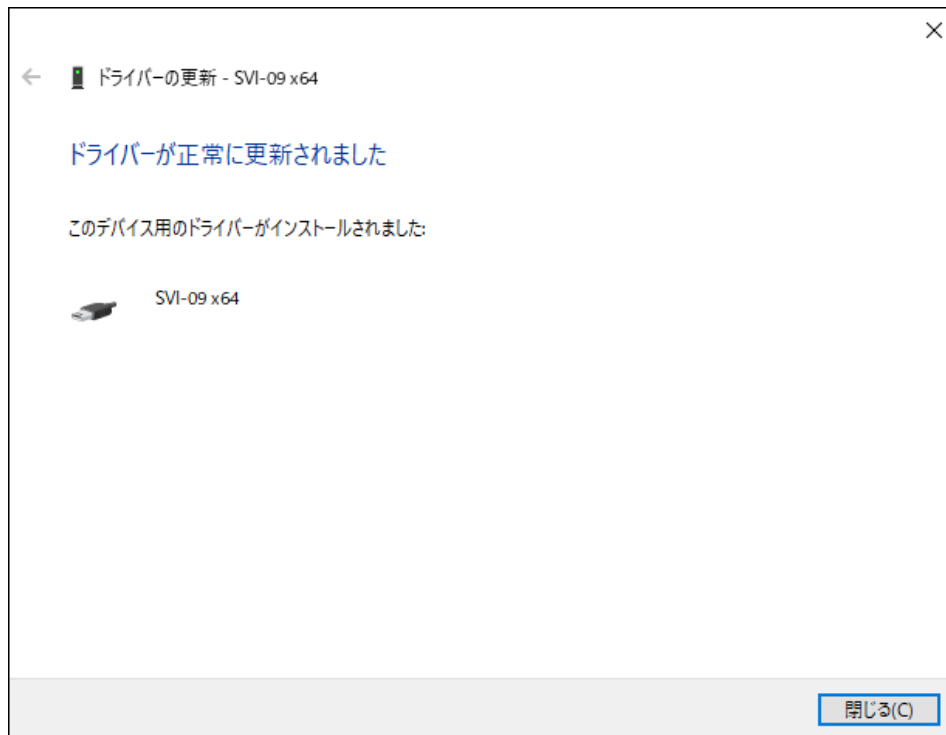 ドライバーの更新 - SVI-09 x64
ドライバーが正常に更新されました
このデバイス用のドライバーがインストールされました:
SVI-09 x64
閉じる(C)